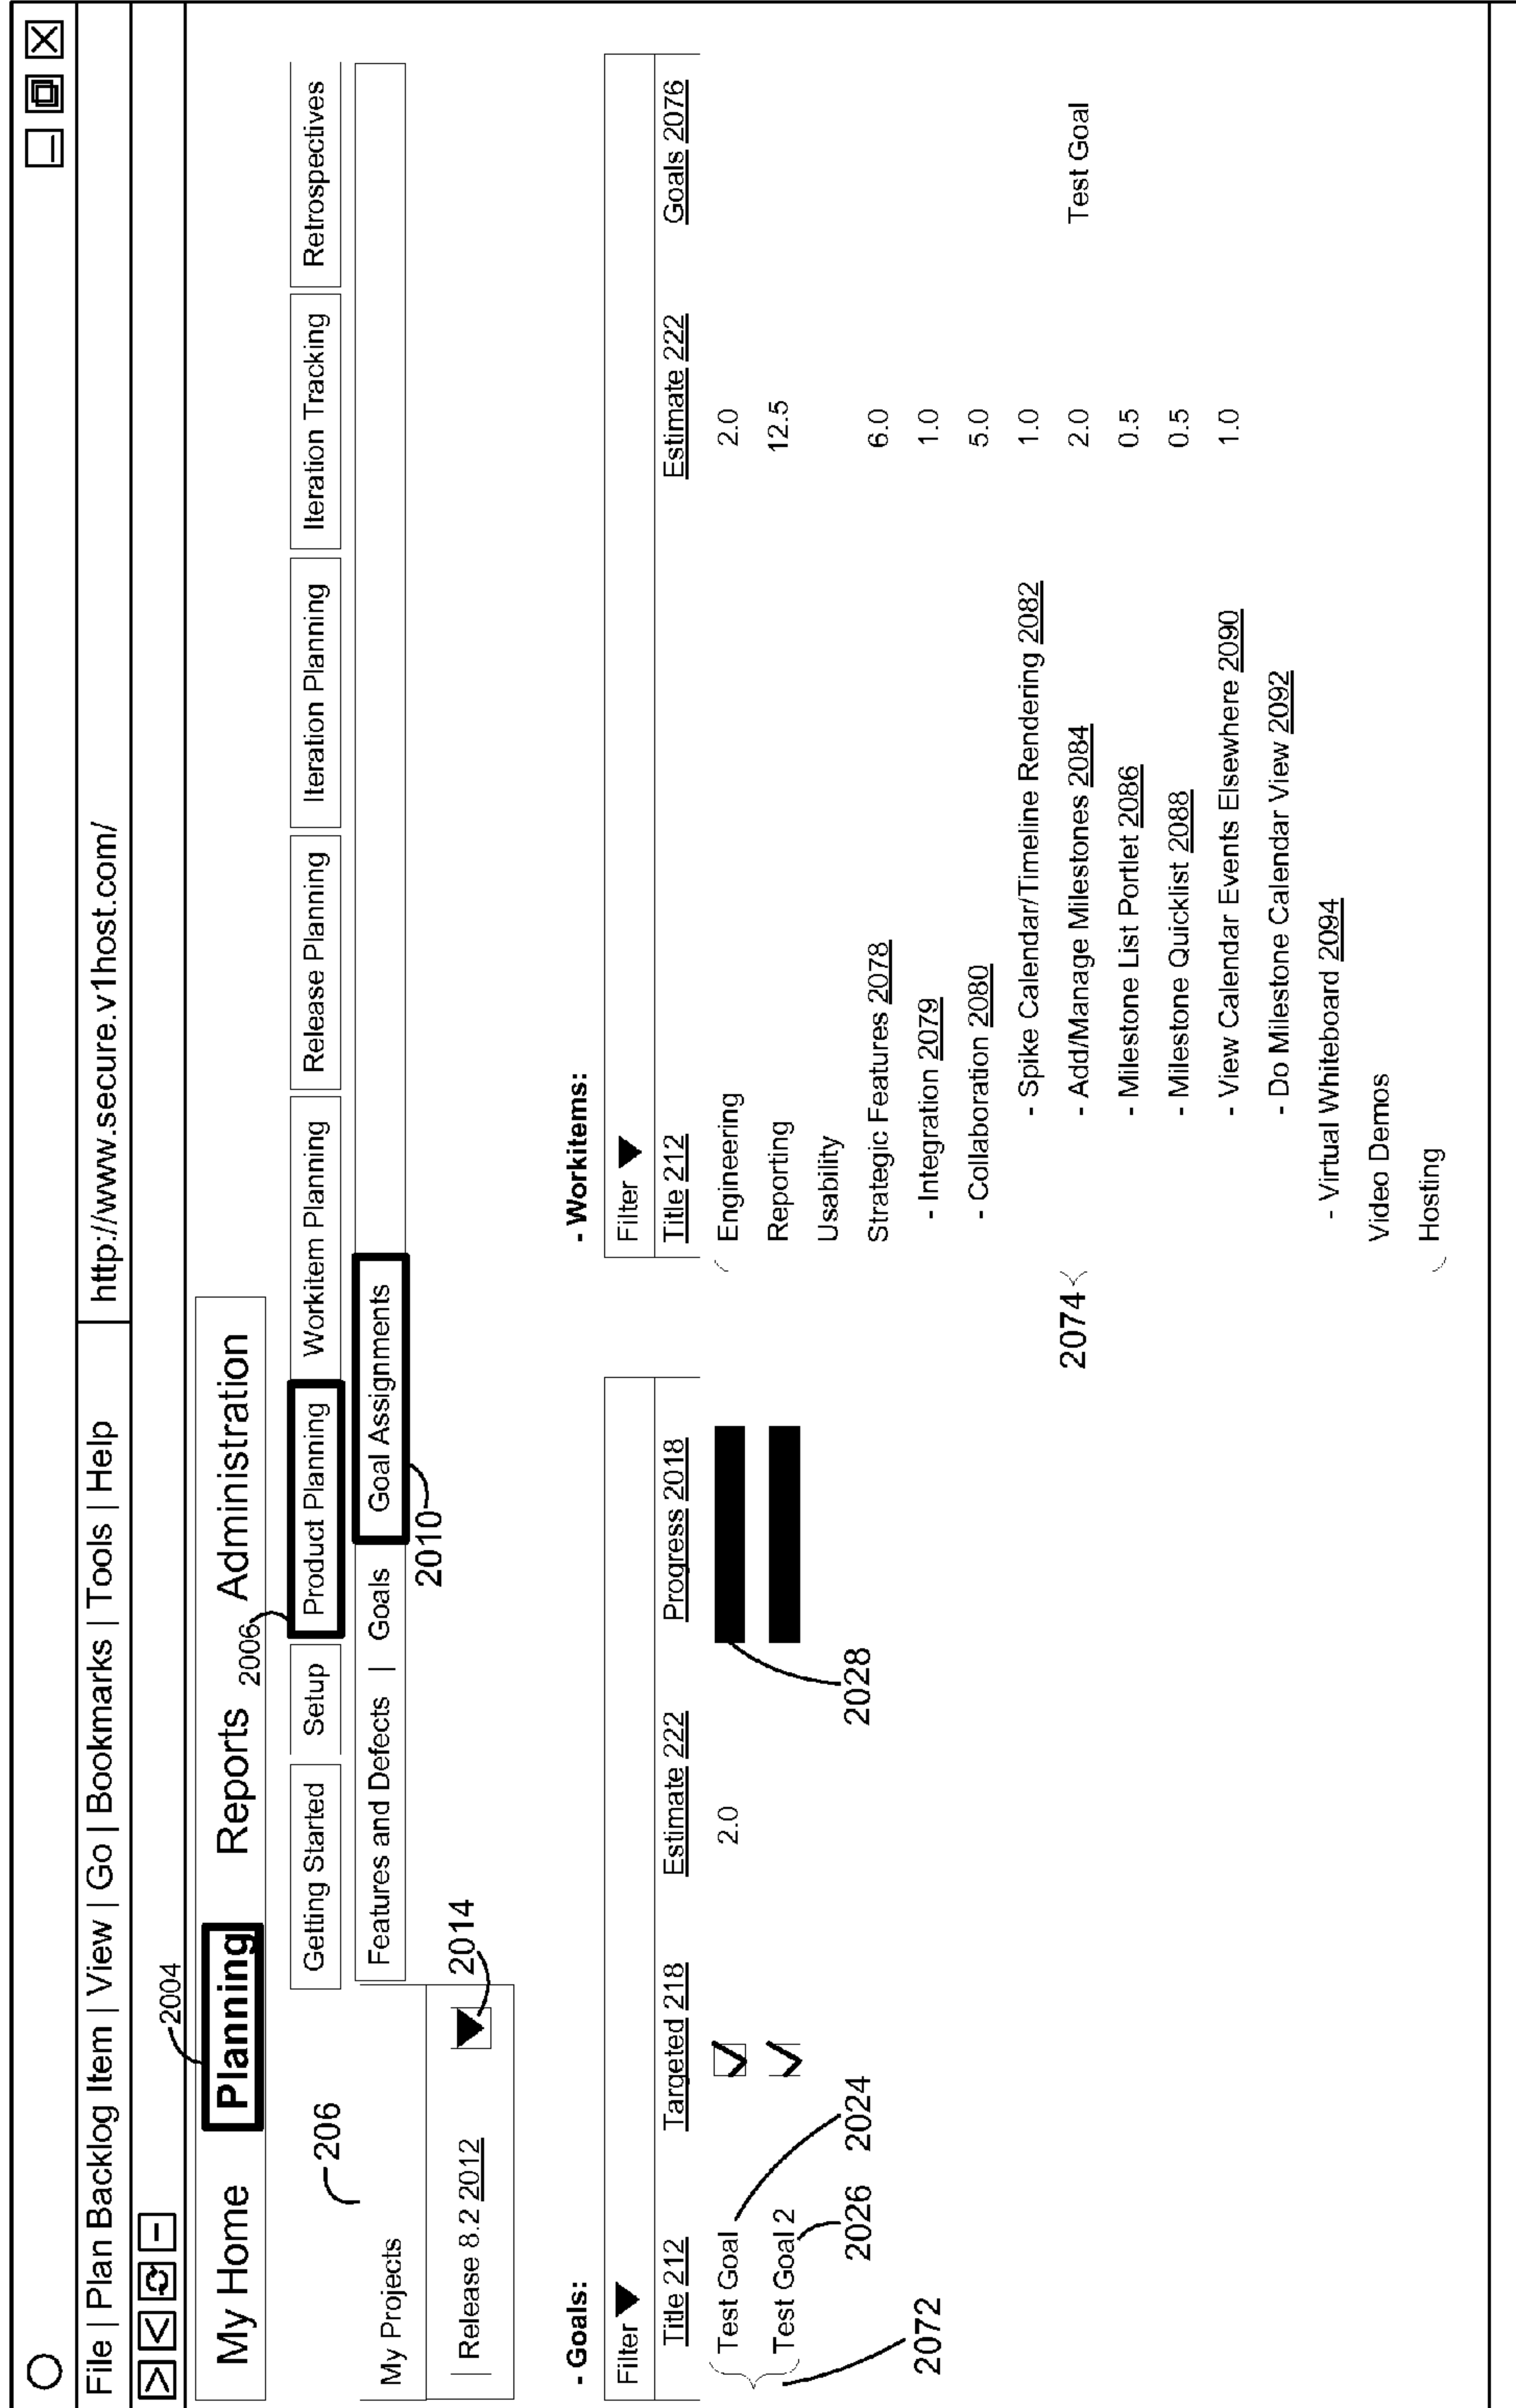 File | Plan Backlog Item | View | Go | Bookmarks | Tools | Help
http://www.secure.v1host.com/
2004
My Home Planning Reports Administration
2006
Getting Started Setup Product Planning Workitem Planning Release Planning Iteration Planning Iteration Tracking Retrospectives
206
Features and Defects | Goals Goal Assignments
2010
My Projects
Release 8.2 2012
2014
- Goals:
Filter
Title 212 Targeted 218 Estimate 222 Progress 2018
Test Goal 2.0
Test Goal 2
2024
2026
2028
2072
- Workitems:
Filter
Title 212 Estimate 222 Goals 2076
Engineering 2.0
Reporting 12.5
Usability
Strategic Features 2078 6.0
- Integration 2079 1.0
- Collaboration 2080 5.0
- Spike Calendar/Timeline Rendering 2082 1.0
2074
- Add/Manage Milestones 2084 2.0 Test Goal
- Milestone List Portlet 2086 0.5
- Milestone Quicklist 2088 0.5
- View Calendar Events Elsewhere 2090 1.0
- Do Milestone Calendar View 2092
- Virtual Whiteboard 2094
Video Demos
Hosting